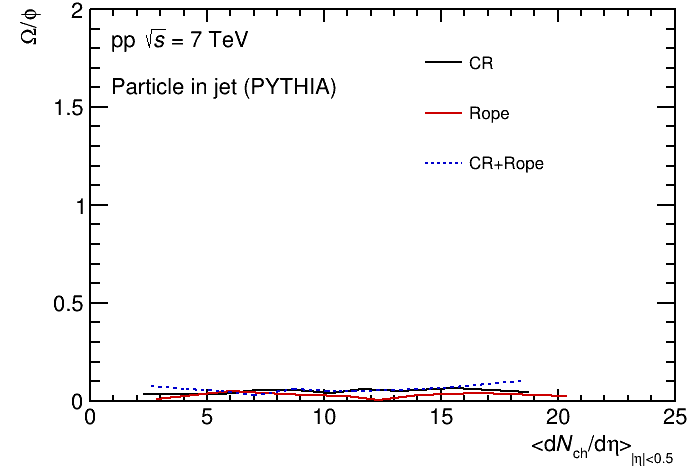 Ω/ϕ
2
1.5
1
0.5
0
pp √s = 7 TeV
Particle in jet (PYTHIA)
CR
Rope
CR+Rope
0 5 10 15 20 25
<dN_ch/dη>_|η|<0.5